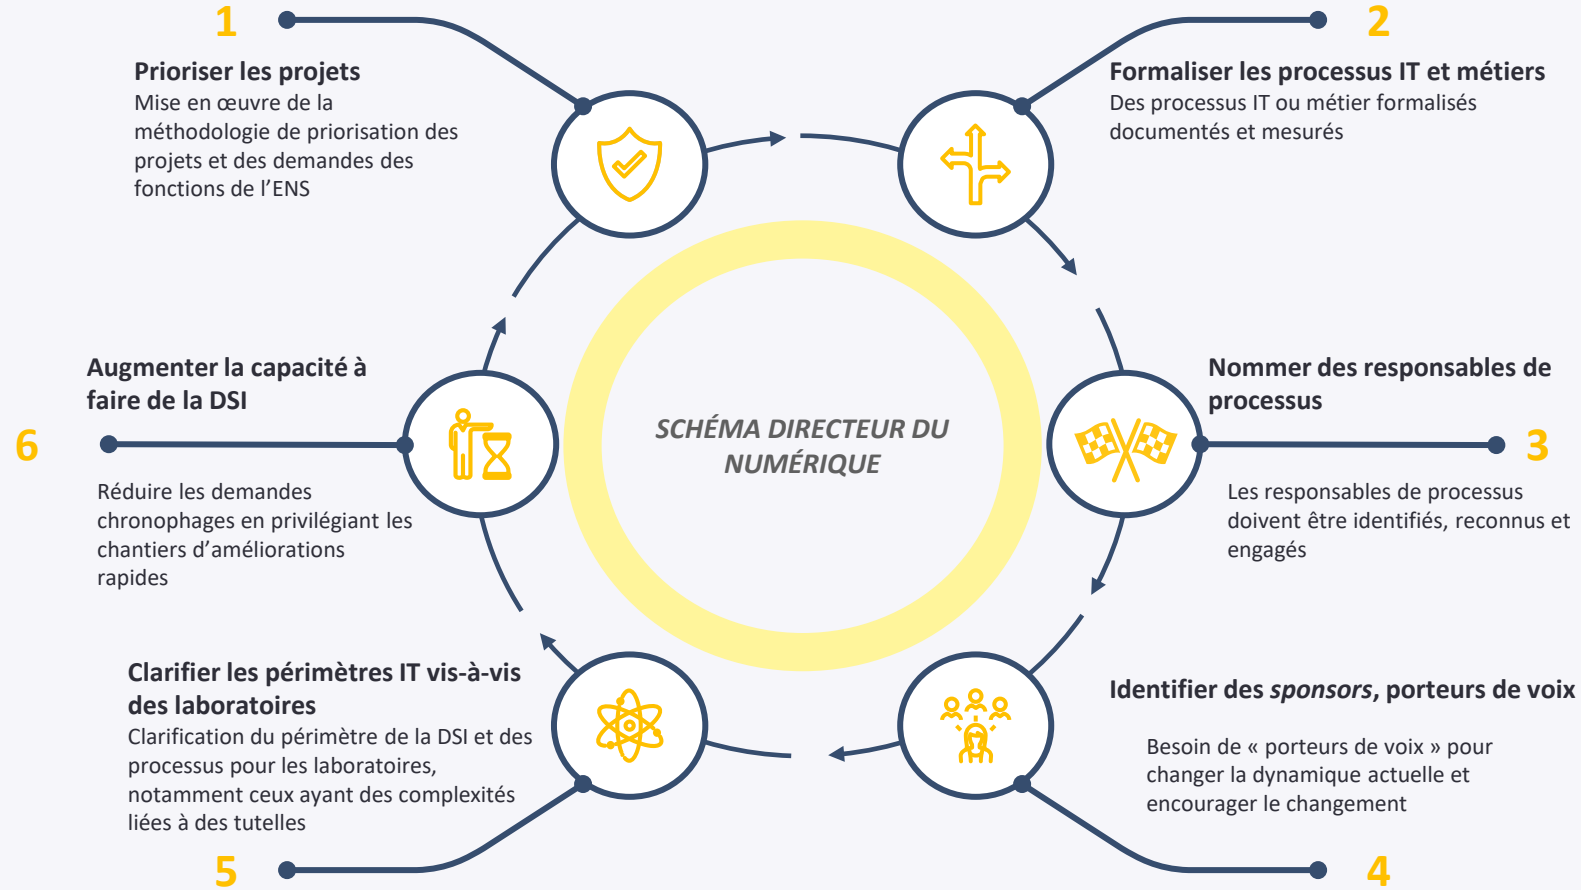 1
Prioriser les projets
Mise en œuvre de la
méthodologie de priorisation des
projets et des demandes des
fonctions de l’ENS
2
Formaliser les processus IT et métiers
Des processus IT ou métier formalisés
documentés et mesurés
Nommer des responsables de
processus
3
Les responsables de processus
doivent être identifiés, reconnus et
engagés
Identifier des sponsors, porteurs de voix
Besoin de « porteurs de voix » pour
changer la dynamique actuelle et
encourager le changement
4
Clarifier les périmètres IT vis-à-vis
des laboratoires
Clarification du périmètre de la DSI et des
processus pour les laboratoires,
notamment ceux ayant des complexités
liées à des tutelles
5
Augmenter la capacité à
faire de la DSI
6
Réduire les demandes
chronophages en privilégiant les
chantiers d’améliorations
rapides
SCHÉMA DIRECTEUR DU
NUMÉRIQUE